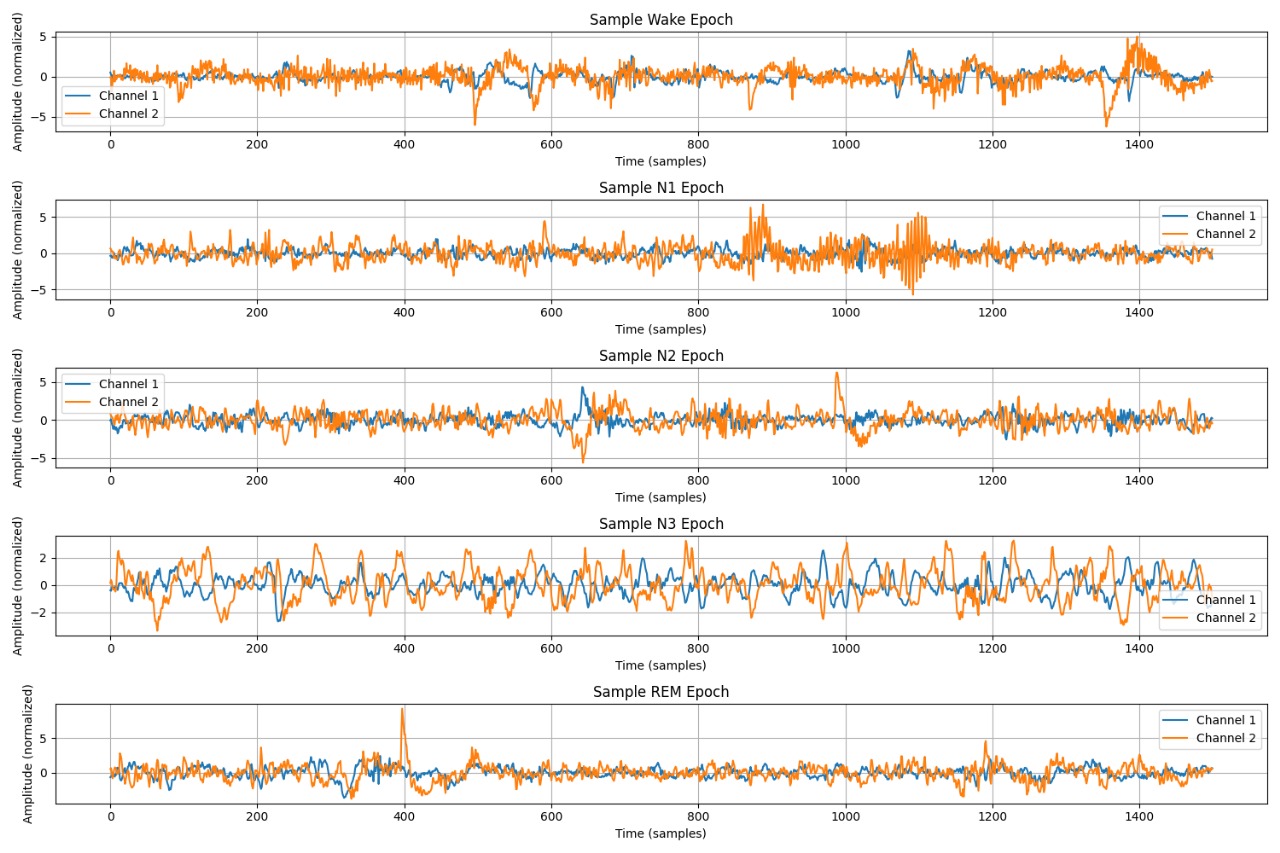 Sample Wake Epoch
Amplitude (normalized)
5
0
−5
Channel 1
Channel 2
0 200 400 600 800 1000 1200 1400
Time (samples)
Sample N1 Epoch
Amplitude (normalized)
5
0
−5
Channel 1
Channel 2
0 200 400 600 800 1000 1200 1400
Time (samples)
Sample N2 Epoch
Amplitude (normalized)
5
0
−5
Channel 1
Channel 2
0 200 400 600 800 1000 1200 1400
Time (samples)
Sample N3 Epoch
Amplitude (normalized)
2
0
−2
Channel 1
Channel 2
0 200 400 600 800 1000 1200 1400
Time (samples)
Sample REM Epoch
Amplitude (normalized)
5
0
Channel 1
Channel 2
0 200 400 600 800 1000 1200 1400
Time (samples)